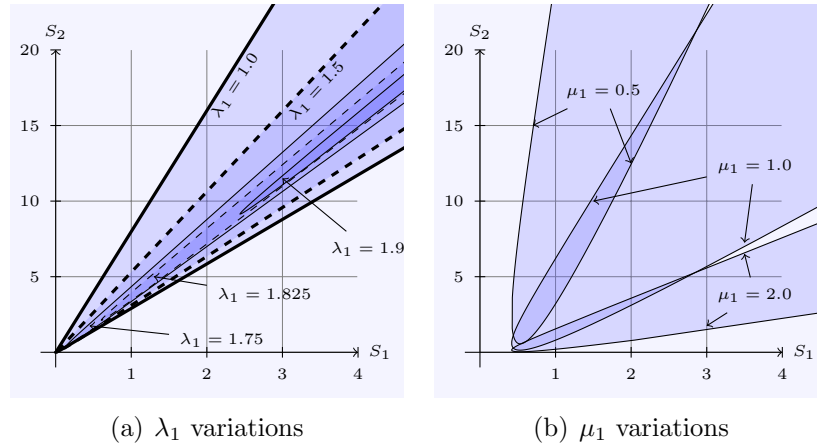 S₂
20
15
10
5
1
2
3
4
S₁
λ₁ = 1.0
λ₁ = 1.5
λ₁ = 1.9
λ₁ = 1.825
λ₁ = 1.75
(a) λ₁ variations
S₂
20
15
10
5
1
2
3
4
S₁
μ₁ = 0.5
μ₁ = 1.0
μ₁ = 2.0
(b) μ₁ variations